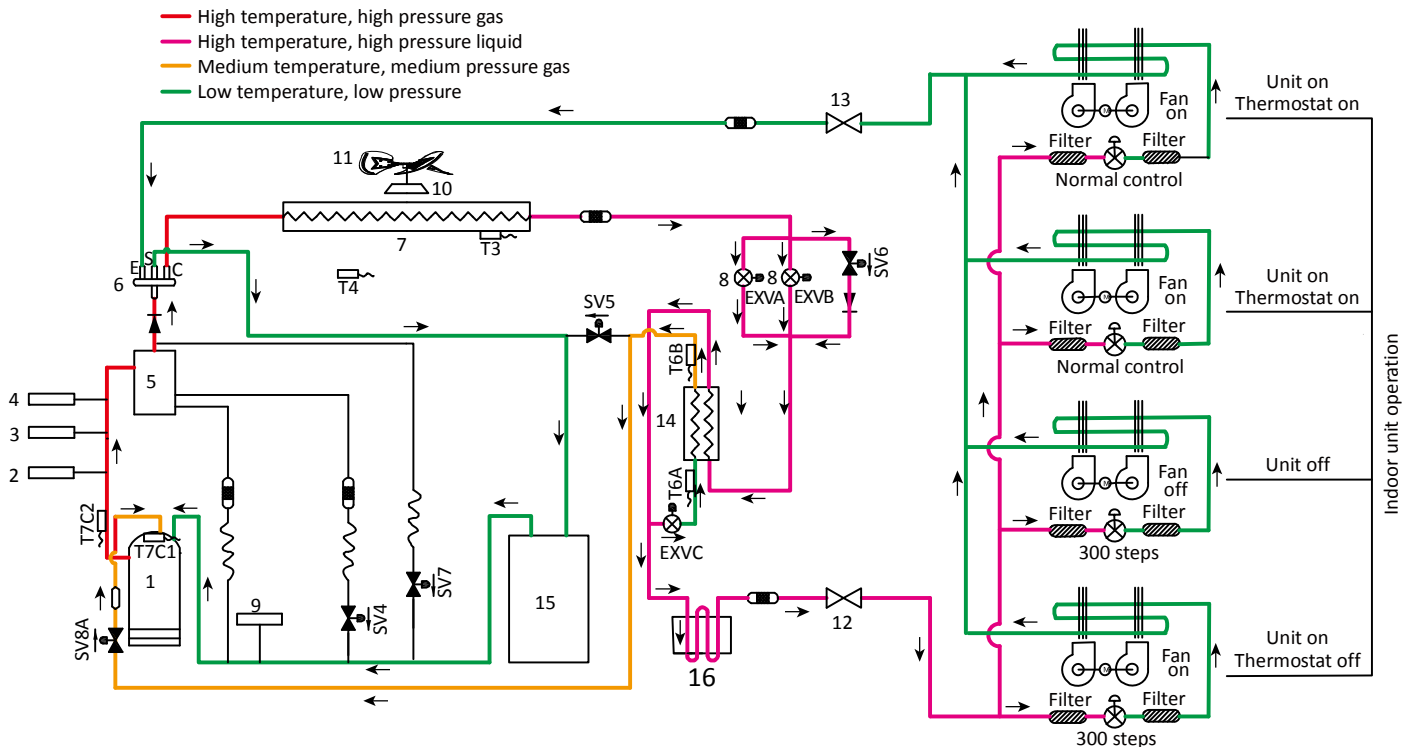 High temperature, high pressure gas
High temperature, high pressure liquid
Medium temperature, medium pressure gas
Low temperature, low pressure
13
11
10
7
T3
T4
E
S
C
6
8
EXVA
8
EXVB
SV6
SV5
T6B
14
T6A
EXVC
5
4
3
2
T7C2
T7C1
1
SV8A
9
SV4
SV7
15
16
12
M
Fan
on
Filter
Filter
Normal control
Unit on
Thermostat on
M
Fan
on
Filter
Filter
Normal control
Unit on
Thermostat on
M
Fan
off
Filter
Filter
300 steps
Unit off
M
Fan
on
Filter
Filter
300 steps
Unit on
Thermostat off
Indoor unit operation